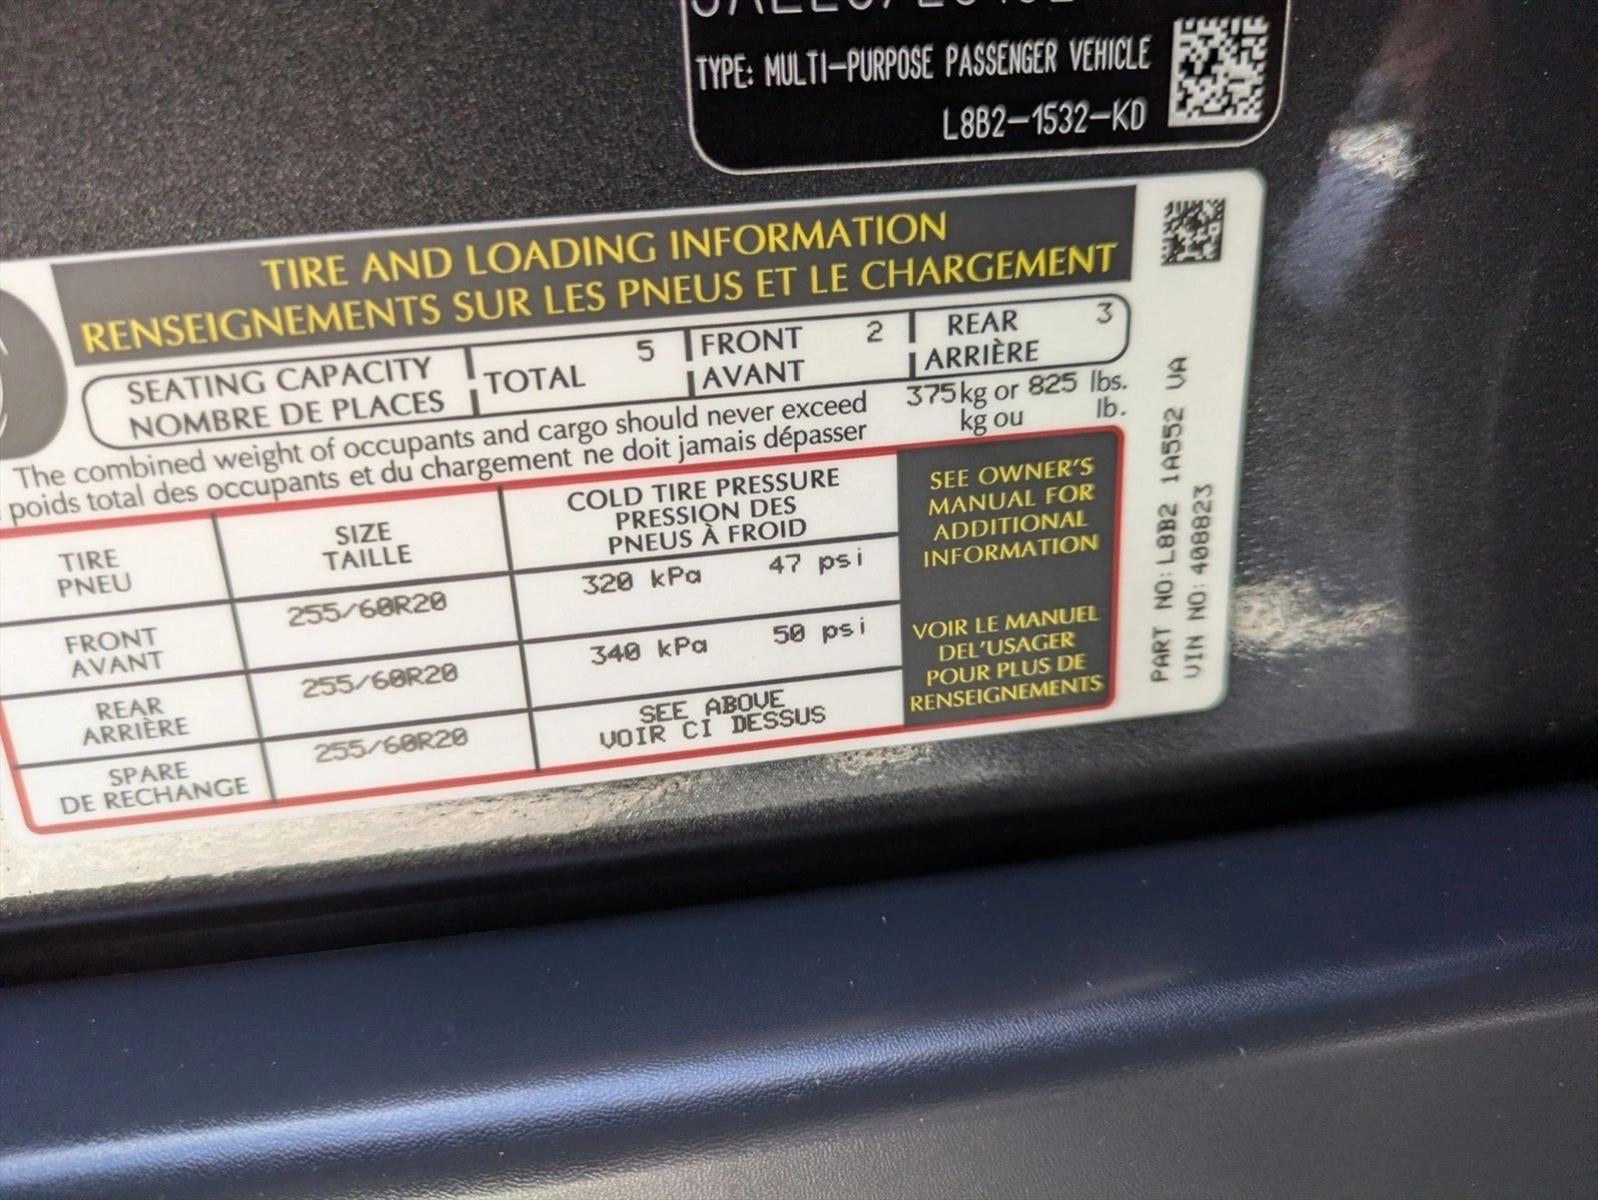 TYPE: MULTI-PURPOSE PASSENGER VEHICLE
L8B2-1532-KD
TIRE AND LOADING INFORMATION
RENSEIGNEMENTS SUR LES PNEUS ET LE CHARGEMENT
SEATING CAPACITY
NOMBRE DE PLACES
TOTAL 5
FRONT 2
AVANT
REAR 3
ARRIÈRE
The combined weight of occupants and cargo should never exceed 375 kg or 825 lbs.
poids total des occupants et du chargement ne doit jamais dépasser kg ou lb.
TIRE
PNEU
SIZE
TAILLE
COLD TIRE PRESSURE
PRESSION DES
PNEUS À FROID
FRONT
AVANT
255/60R20
320 kPa 47 psi
REAR
ARRIÈRE
255/60R20
340 kPa 50 psi
SPARE
DE RECHANGE
255/60R20
SEE ABOVE
VOIR CI DESSUS
SEE OWNER'S
MANUAL FOR
ADDITIONAL
INFORMATION
VOIR LE MANUEL
DEL'USAGER
POUR PLUS DE
RENSEIGNEMENTS
PART NO: L8B2 1A552 VA
VIN NO: 408823